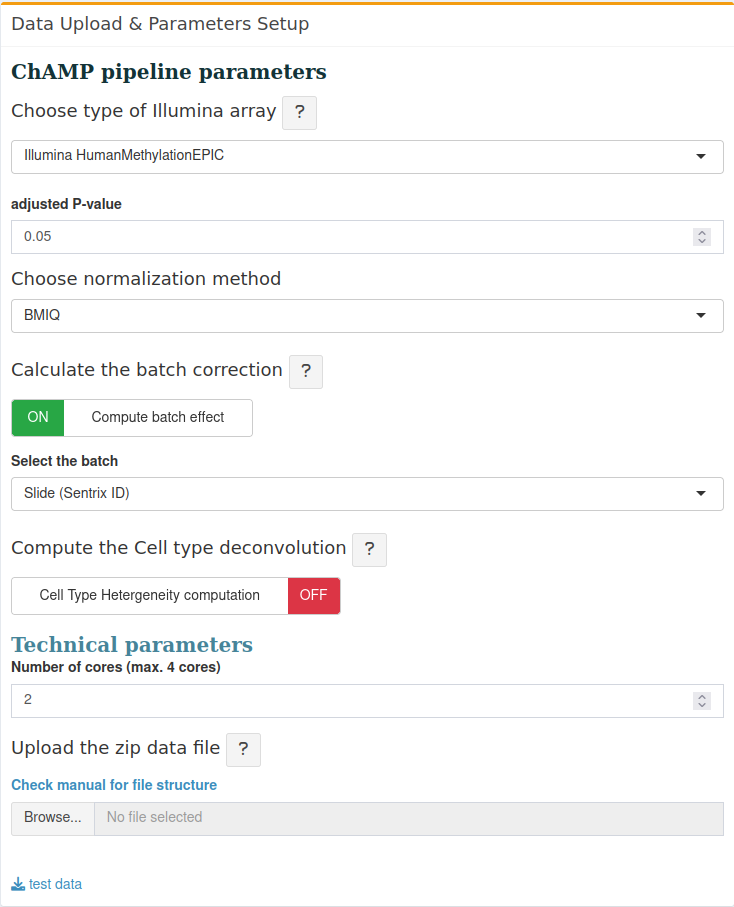 Data Upload & Parameters Setup
ChAMP pipeline parameters
Choose type of Illumina array ?
Illumina HumanMethylationEPIC
adjusted P-value
0.05
Choose normalization method
BMIQ
Calculate the batch correction ?
ON Compute batch effect
Select the batch
Slide (Sentrix ID)
Compute the Cell type deconvolution ?
Cell Type Hetergeneity computation OFF
Technical parameters
Number of cores (max. 4 cores)
2
Upload the zip data file ?
Check manual for file structure
Browse... No file selected
test data